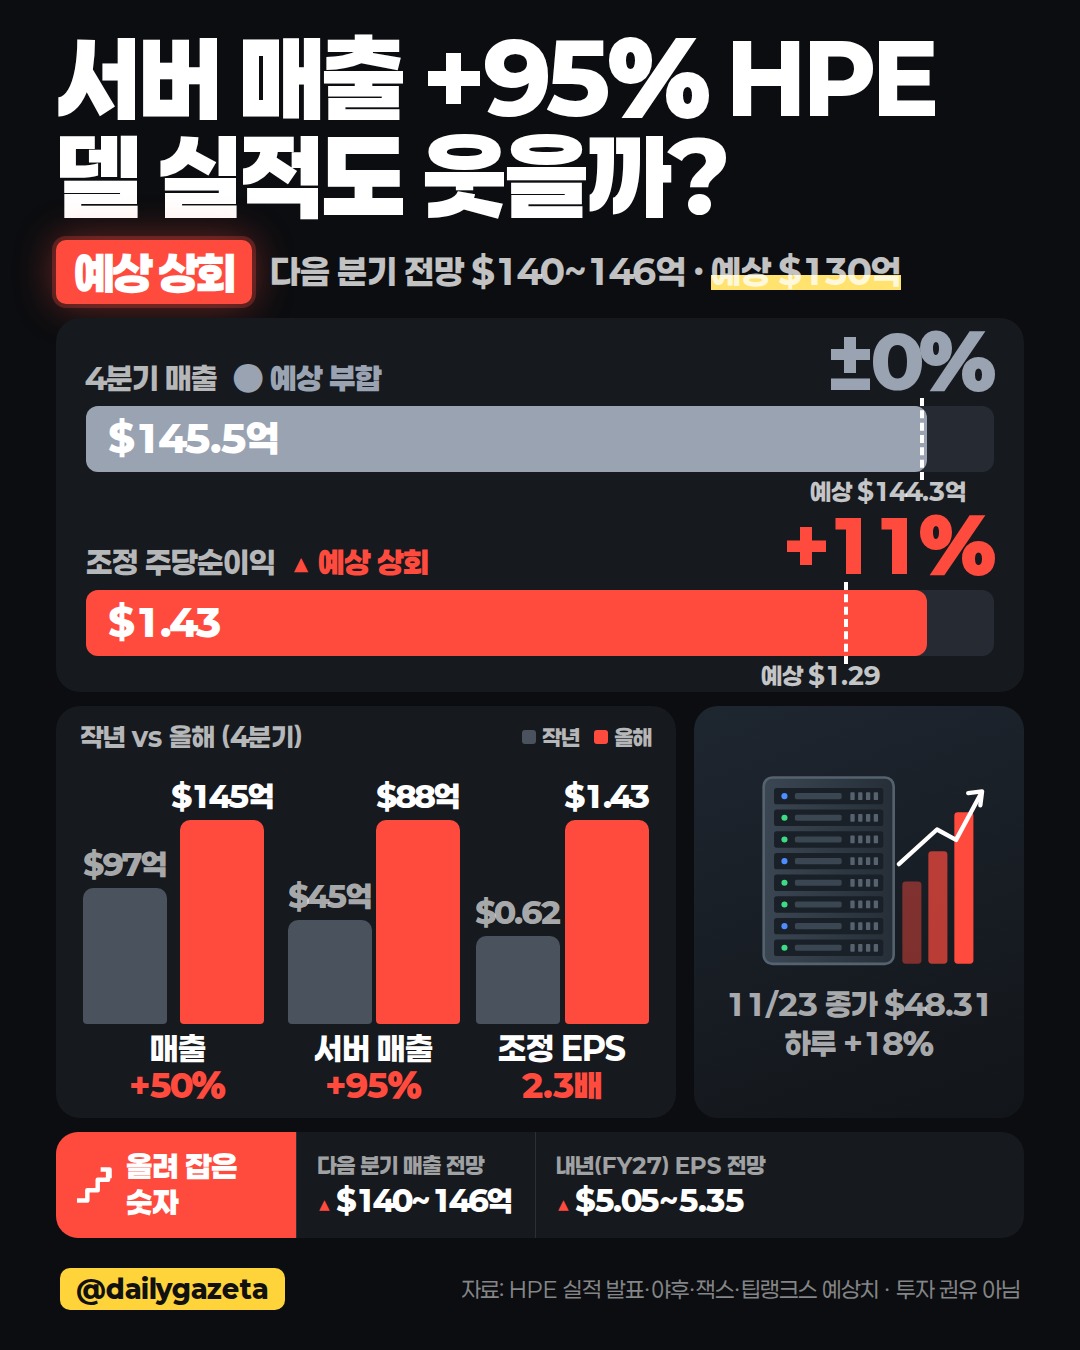 서버 매출 +95% HPE
델 실적도 웃을까?
예상 상회 다음 분기 전망 $140~146억 · 예상 $130억
4분기 매출 예상 부합 ±0%
$145.5억
예상 $144.3억
조정 주당순이익 ▲ 예상 상회 +11%
$1.43
예상 $1.29
작년 vs 올해 (4분기) 작년 올해
$97억 $145억 $45억 $88억 $0.62 $1.43
매출 서버 매출 조정 EPS
+50% +95% 2.3배
11/23 종가 $48.31
하루 +18%
올려 잡은
숫자
다음 분기 매출 전망
▲ $140~146억
내년(FY27) EPS 전망
▲ $5.05~5.35
@dailygazeta
자료: HPE 실적 발표·야후·잭스·팁랭크스 예상치 · 투자 권유 아님